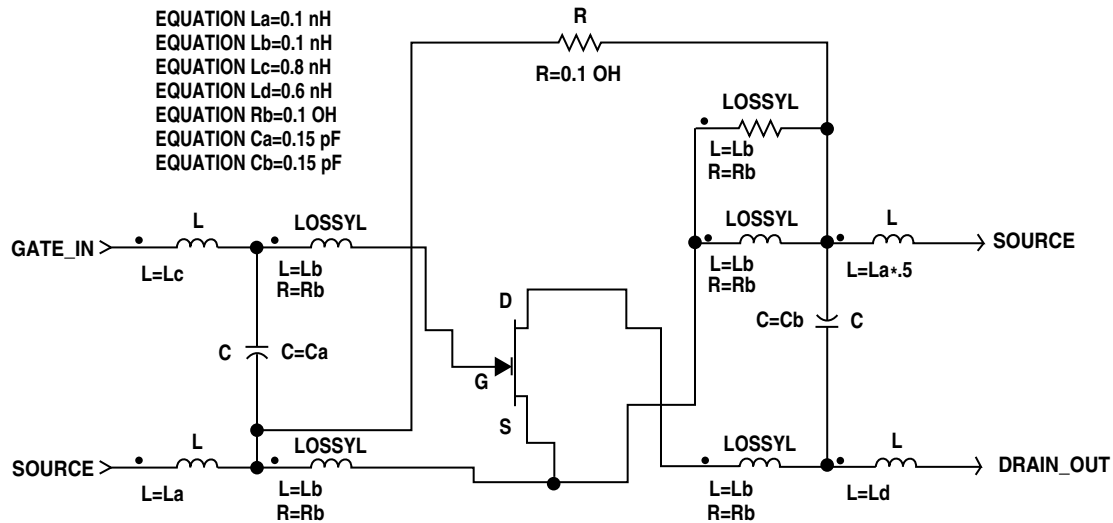 EQUATION La=0.1 nH
EQUATION Lb=0.1 nH
EQUATION Lc=0.8 nH
EQUATION Ld=0.6 nH
EQUATION Rb=0.1 OH
EQUATION Ca=0.15 pF
EQUATION Cb=0.15 pF
R
R=0.1 OH
LOSSYL
L=Lb
R=Rb
GATE_IN
L
L=Lc
LOSSYL
L=Lb
R=Rb
LOSSYL
L=Lb
R=Rb
L
L=La*.5
SOURCE
C
C=Ca
D
G
S
C=Cb
C
SOURCE
L
L=La
LOSSYL
L=Lb
R=Rb
LOSSYL
L=Lb
R=Rb
L
L=Ld
DRAIN_OUT